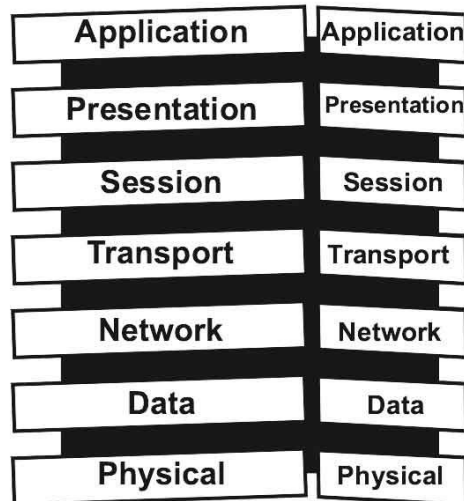 Application Application
Presentation Presentation
Session Session
Transport Transport
Network Network
Data Data
Physical Physical